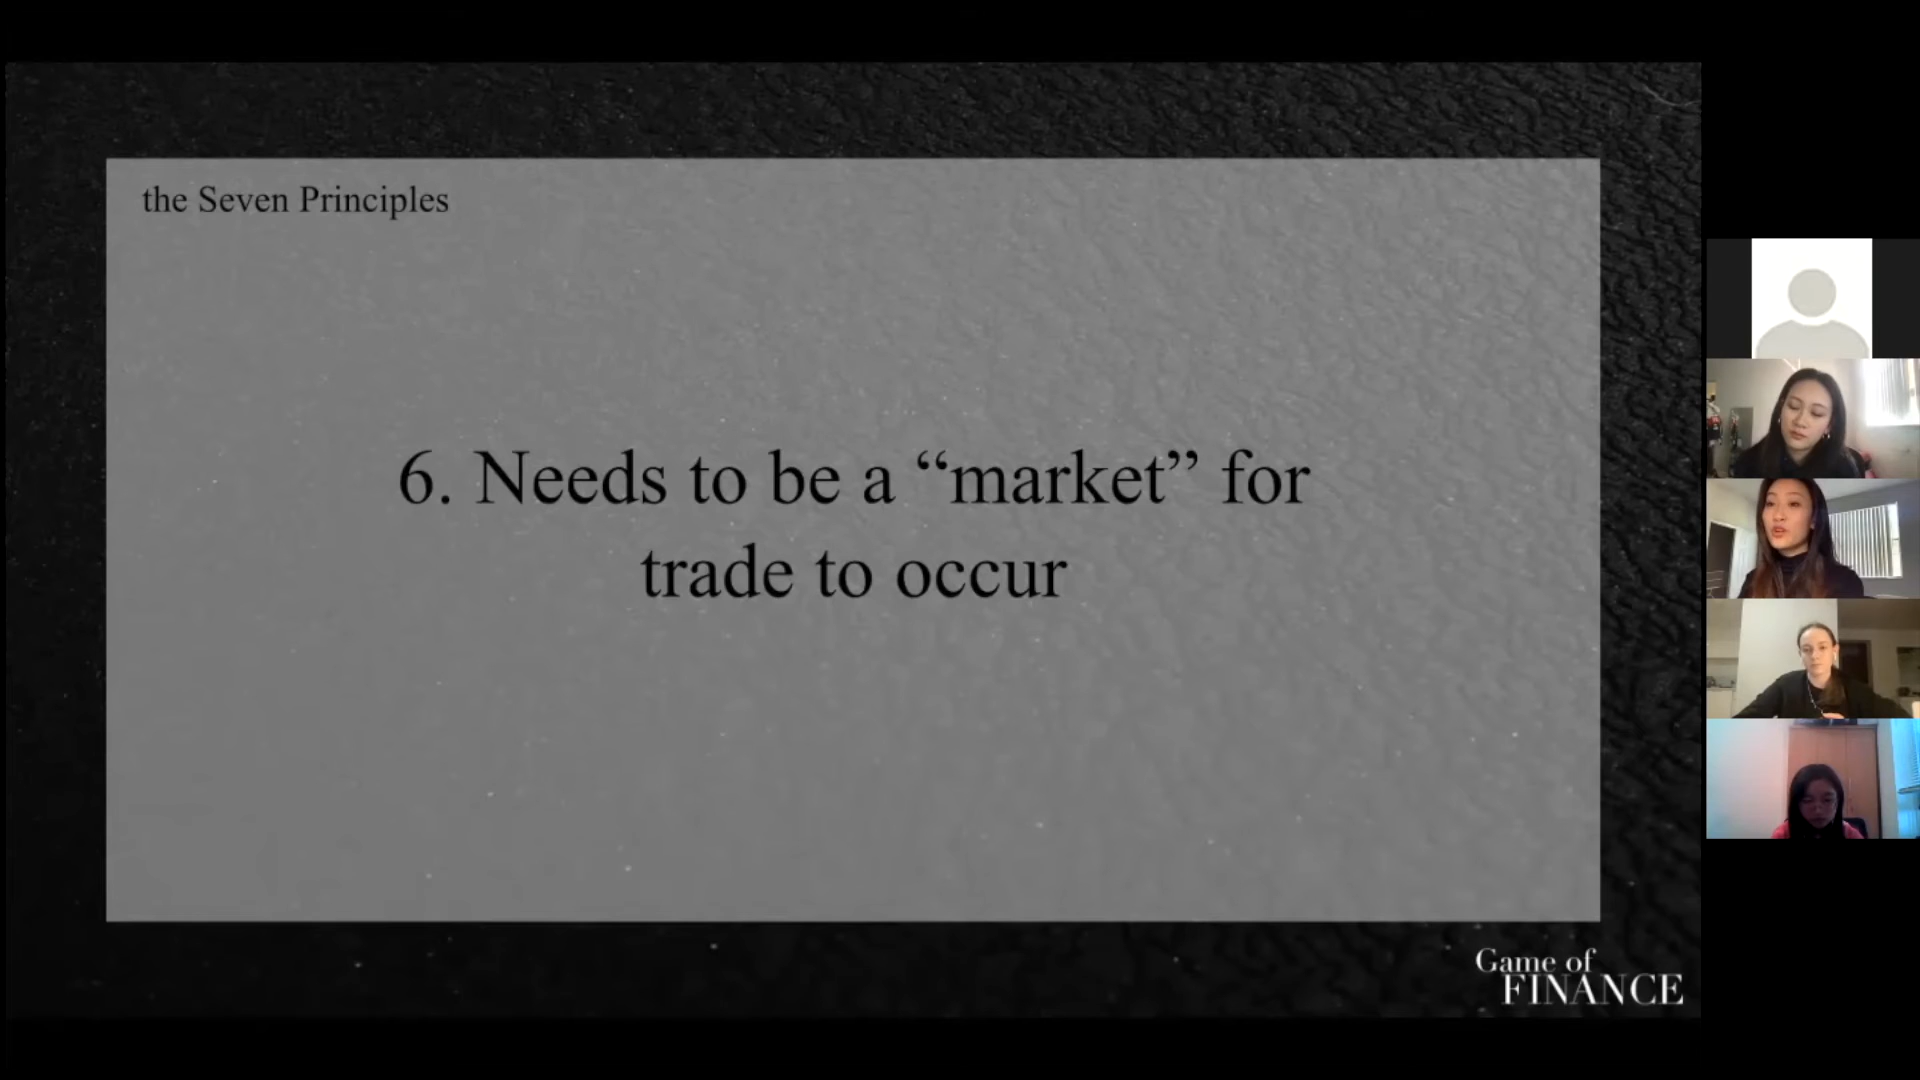 the Seven Principles
6. Needs to be a “market” for
trade to occur
Game of
FINANCE